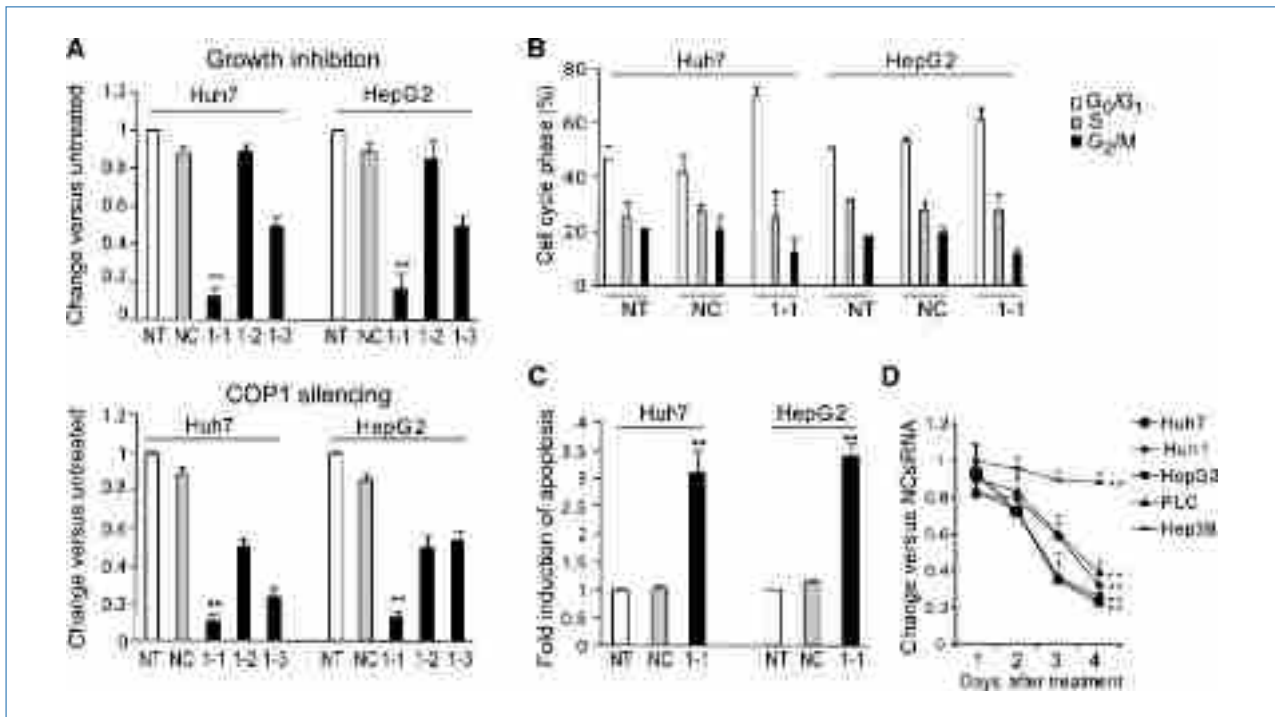 A
Growth inhibiton
Huh7 HepG2
Change versus untreated
1.2
1
0.8
0.6
0.4
0.2
0
NT NC 1-1 1-2 1-3 NT NC 1-1 1-2 1-3
COP1 silencing
Huh7 HepG2
Change versus untreated
1.2
1
0.8
0.6
0.4
0.2
0
NT NC 1-1 1-2 1-3 NT NC 1-1 1-2 1-3
B
Huh7 HepG2
Cell cycle phase (%)
80
60
40
20
0
NT NC 1-1 NT NC 1-1
G0/G1
S
G2/M
C
Huh7 HepG2
Fold induction of apoptosis
4
3.5
3
2.5
2
1.5
1
0.5
0
NT NC 1-1 NT NC 1-1
D
Change versus NCsiRNA
1.2
1
0.8
0.6
0.4
0.2
0
1 2 3 4
Days after treatment
Huh7
PLC
Hep3B